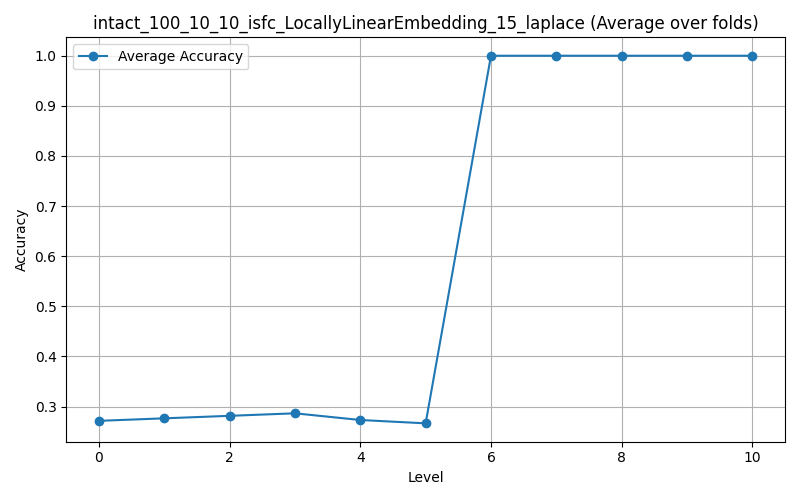 intact_100_10_10_isfc_LocallyLinearEmbedding_15_laplace (Average over folds)
Average Accuracy
1.0
0.9
0.8
0.7
0.6
0.5
0.4
0.3
Accuracy
0 2 4 6 8 10
Level